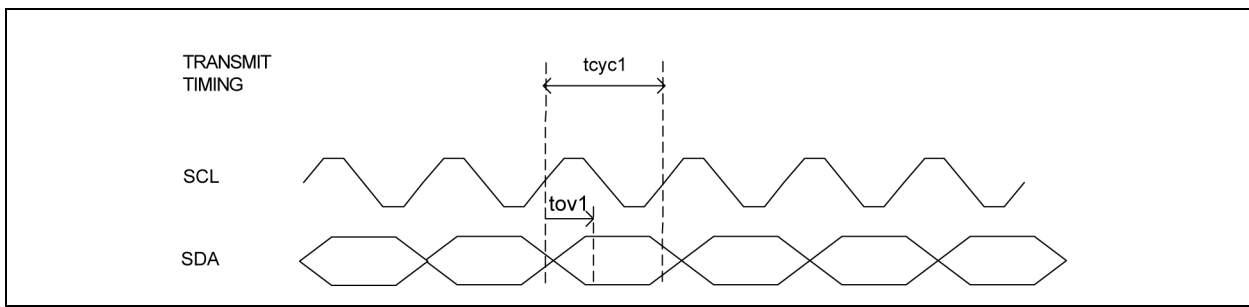 TRANSMIT
TIMING
tcyc1
SCL
tov1
SDA